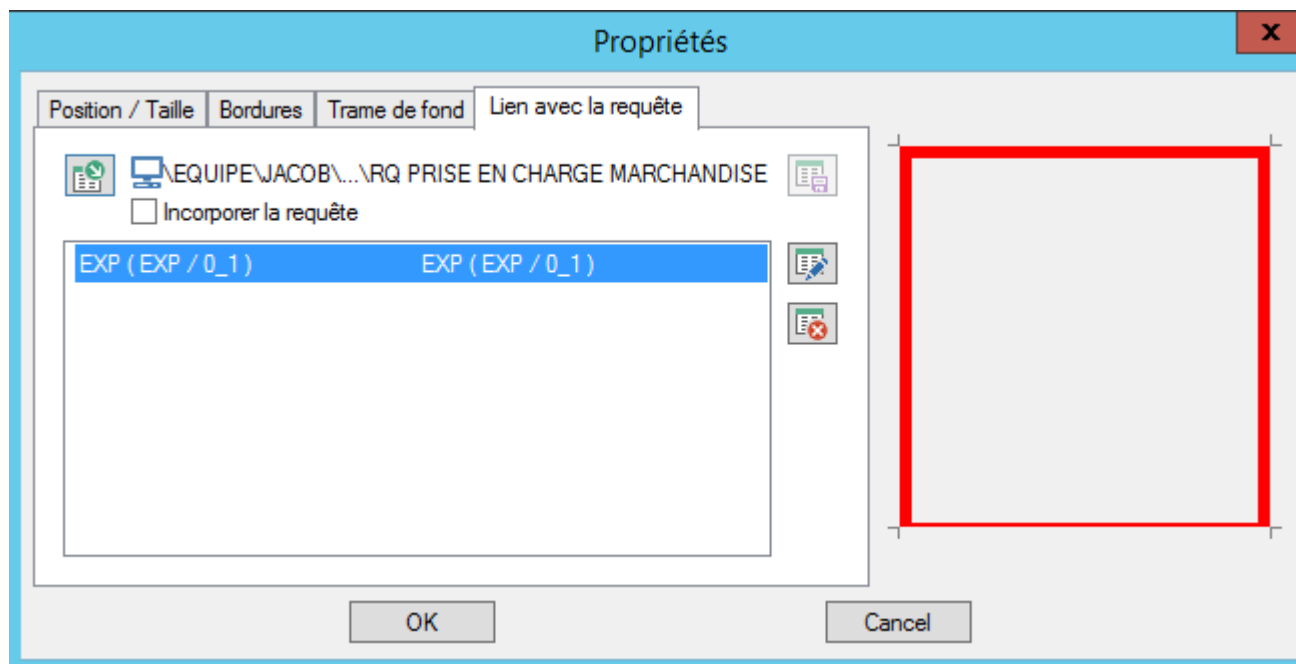 Propriétés
x
Position / Taille Bordures Trame de fond Lien avec la requête
\EQUIPE\JACOB\...\RQ PRISE EN CHARGE MARCHANDISE
Incorporer la requête
EXP ( EXP / 0_1 ) EXP ( EXP / 0_1 )
OK Cancel